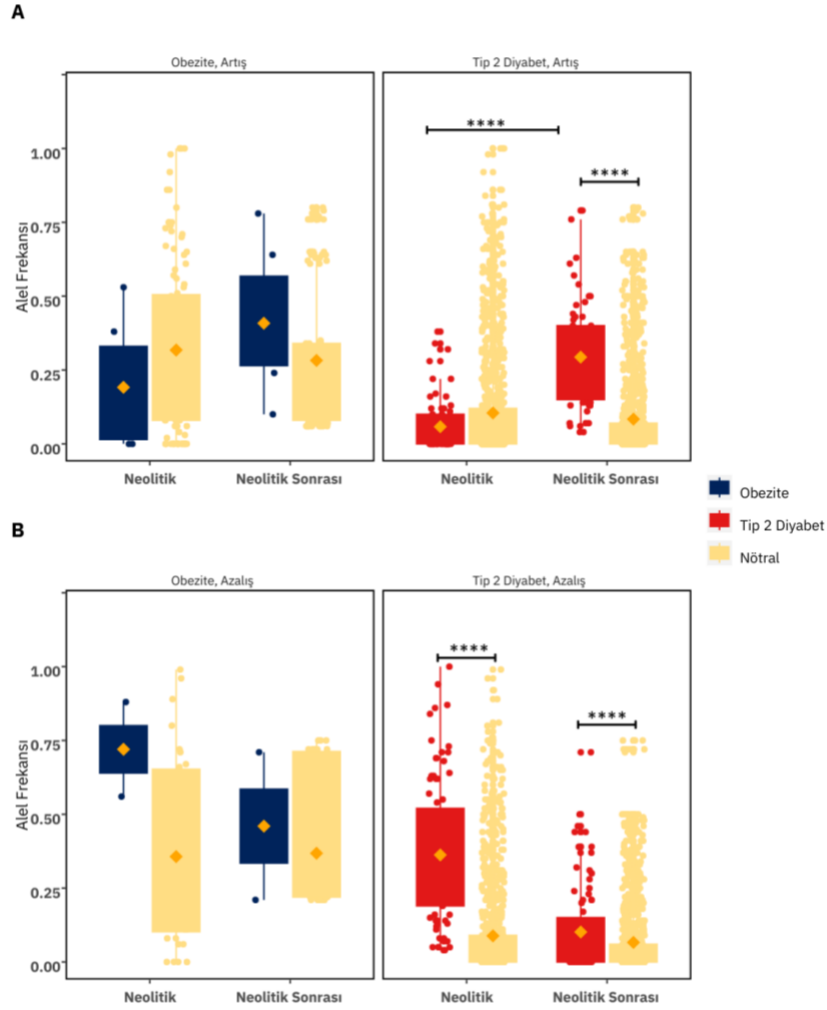 A
Obezite, Artış
Tip 2 Diyabet, Artış
Alel Frekansı
1.00
0.75
0.50
0.25
0.00
****
****
Neolitik
Neolitik Sonrası
Neolitik
Neolitik Sonrası
Obezite
Tip 2 Diyabet
Nötral
B
Obezite, Azalış
Tip 2 Diyabet, Azalış
Alel Frekansı
1.00
0.75
0.50
0.25
0.00
****
****
Neolitik
Neolitik Sonrası
Neolitik
Neolitik Sonrası